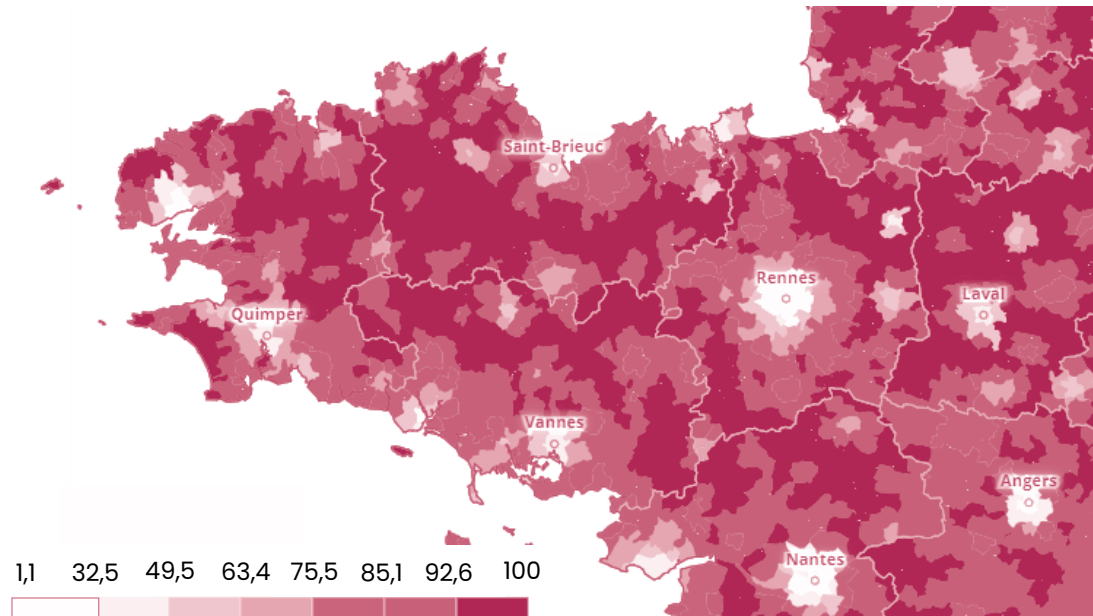 Saint-Brieuc
Rennes
Laval
Quimper
Vannes
Angers
Nantes
1,1 32,5 49,5 63,4 75,5 85,1 92,6 100